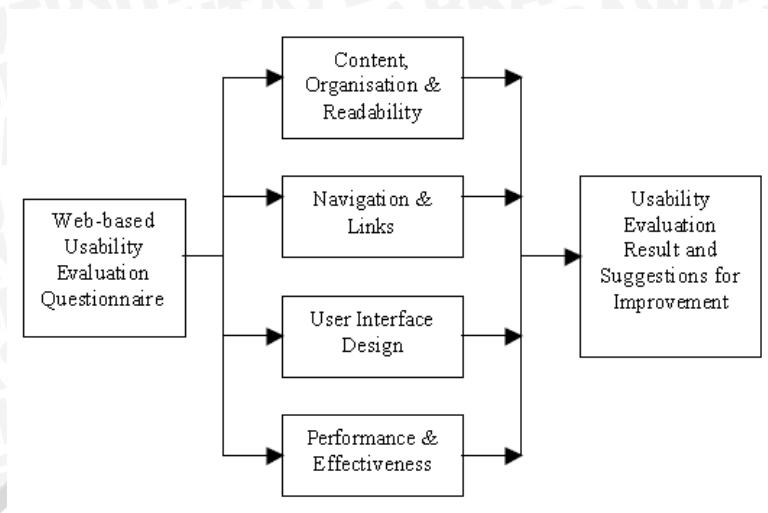 Web-based
Usability
Evaluation
Questionnaire
Content,
Organisation &
Readability
Navigation &
Links
User Interface
Design
Performance &
Effectiveness
Usability
Evaluation
Result and
Suggestions for
Improvement